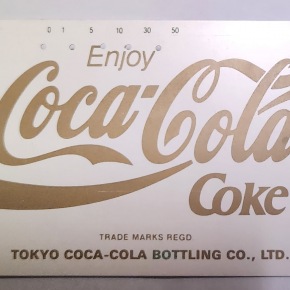 0 1 5 10 30 50
Enjoy
Coca-Cola
Coke
TRADE MARKS REGD
TOKYO COCA-COLA BOTTLING CO., LTD.